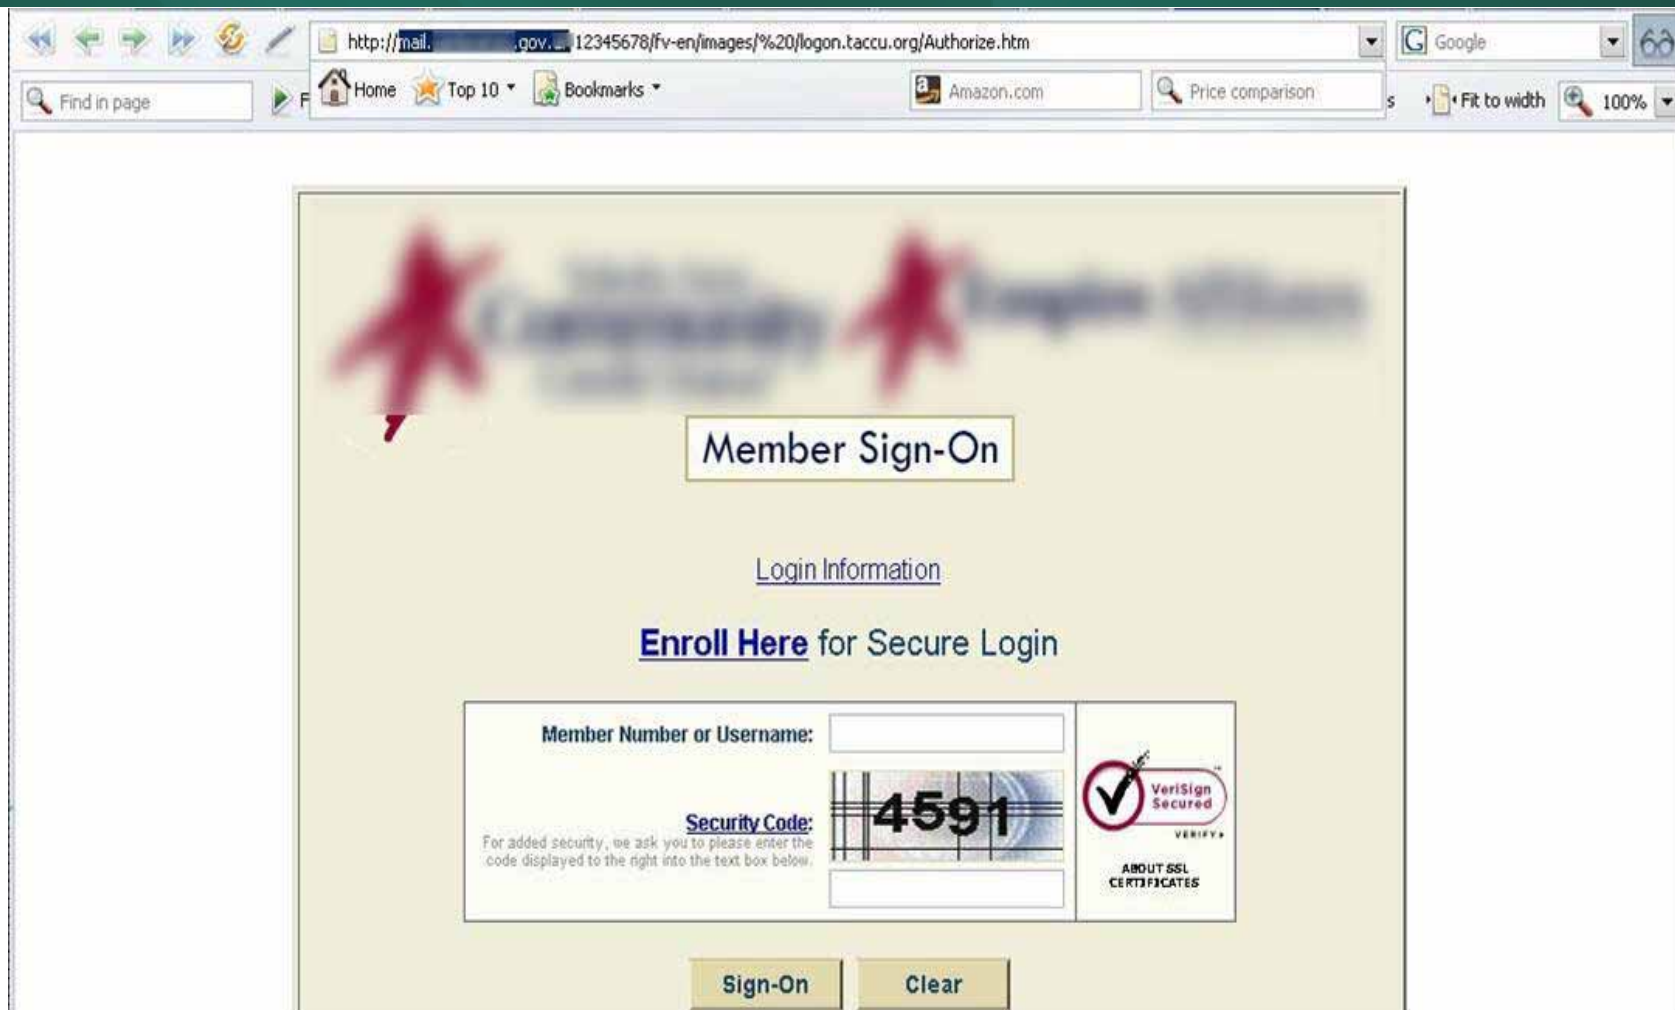 http://mail. .gov. 12345678/fv-en/images/%20/logon.taccu.org/Authorize.htm
Google
Find in page
F
Home
Top 10
Bookmarks
Amazon.com
Price comparison
s
Fit to width
100%
Member Sign-On
Login Information
Enroll Here for Secure Login
Member Number or Username:
Security Code:
For added security, we ask you to please enter the
code displayed to the right into the text box below.
4591
VeriSign
Secured
VERIFY
ABOUT SSL
CERTIFICATES
Sign-On
Clear